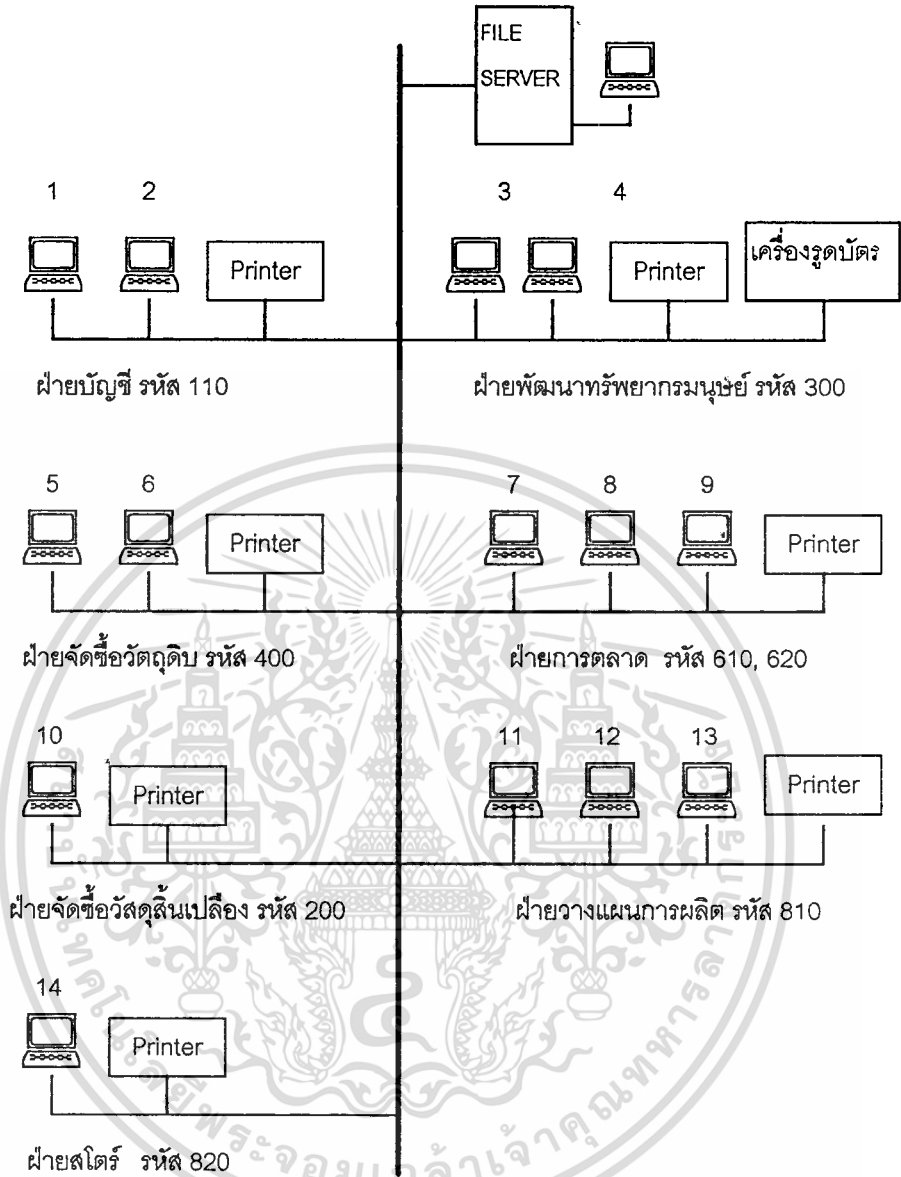 FILE
SERVER
1 2 3 4
Printer Printer เครื่องรูดบัตร
ฝ่ายบัญชี รหัส 110 ฝ่ายพัฒนาทรัพยากรมนุษย์ รหัส 300
5 6 7 8 9
Printer Printer
ฝ่ายจัดซื้อวัตถุดิบ รหัส 400 ฝ่ายการตลาด รหัส 610, 620
10 11 12 13
Printer Printer
ฝ่ายจัดซื้อวัสดุสิ้นเปลือง รหัส 200 ฝ่ายวางแผนการผลิต รหัส 810
14
Printer
ฝ่ายสโตร์ รหัส 820